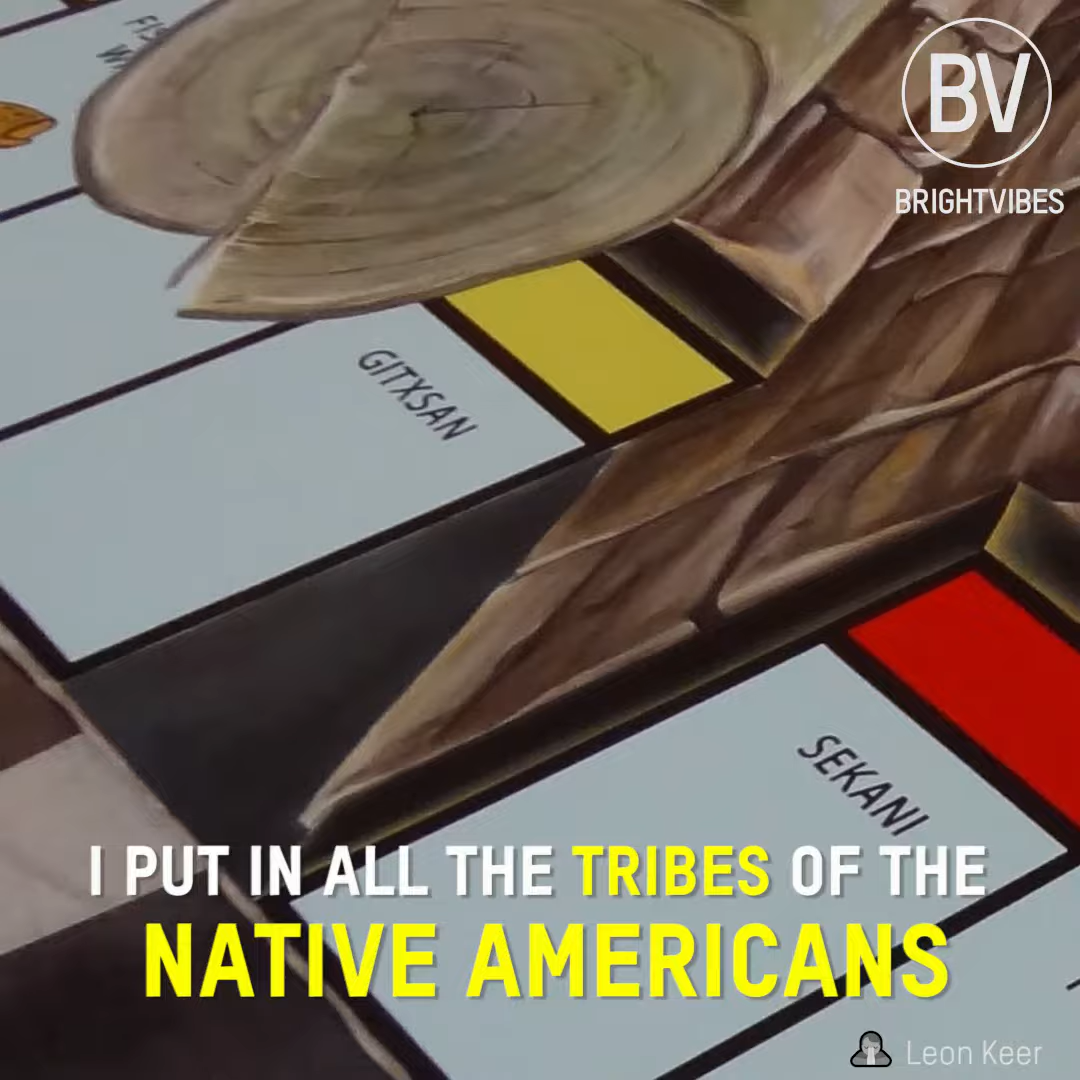 BV
BRIGHTVIBES
GITXSAN
SEKANI
I PUT IN ALL THE TRIBES OF THE
NATIVE AMERICANS
Leon Keer